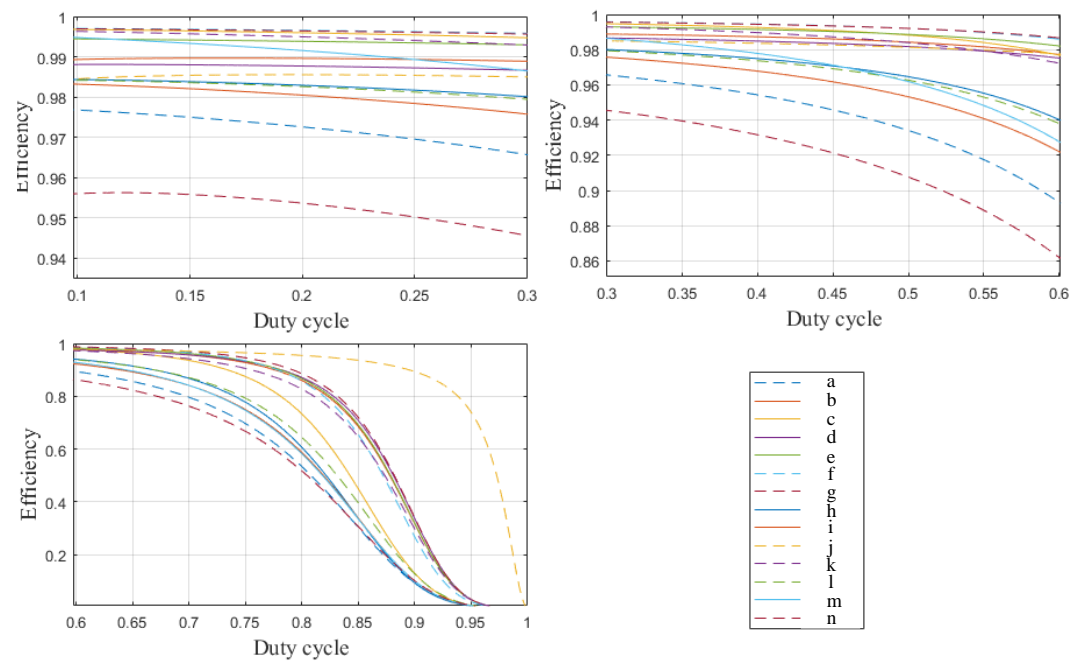 1
0.99
0.98
0.97
0.96
0.95
0.94
Efficiency
0.1
0.15
0.2
0.25
0.3
Duty cycle
1
0.98
0.96
0.94
0.92
0.9
0.88
0.86
Efficiency
0.3
0.35
0.4
0.45
0.5
0.55
0.6
Duty cycle
1
0.8
0.6
0.4
0.2
Efficiency
0.6
0.65
0.7
0.75
0.8
0.85
0.9
0.95
1
Duty cycle
a
b
c
d
e
f
g
h
i
j
k
l
m
n